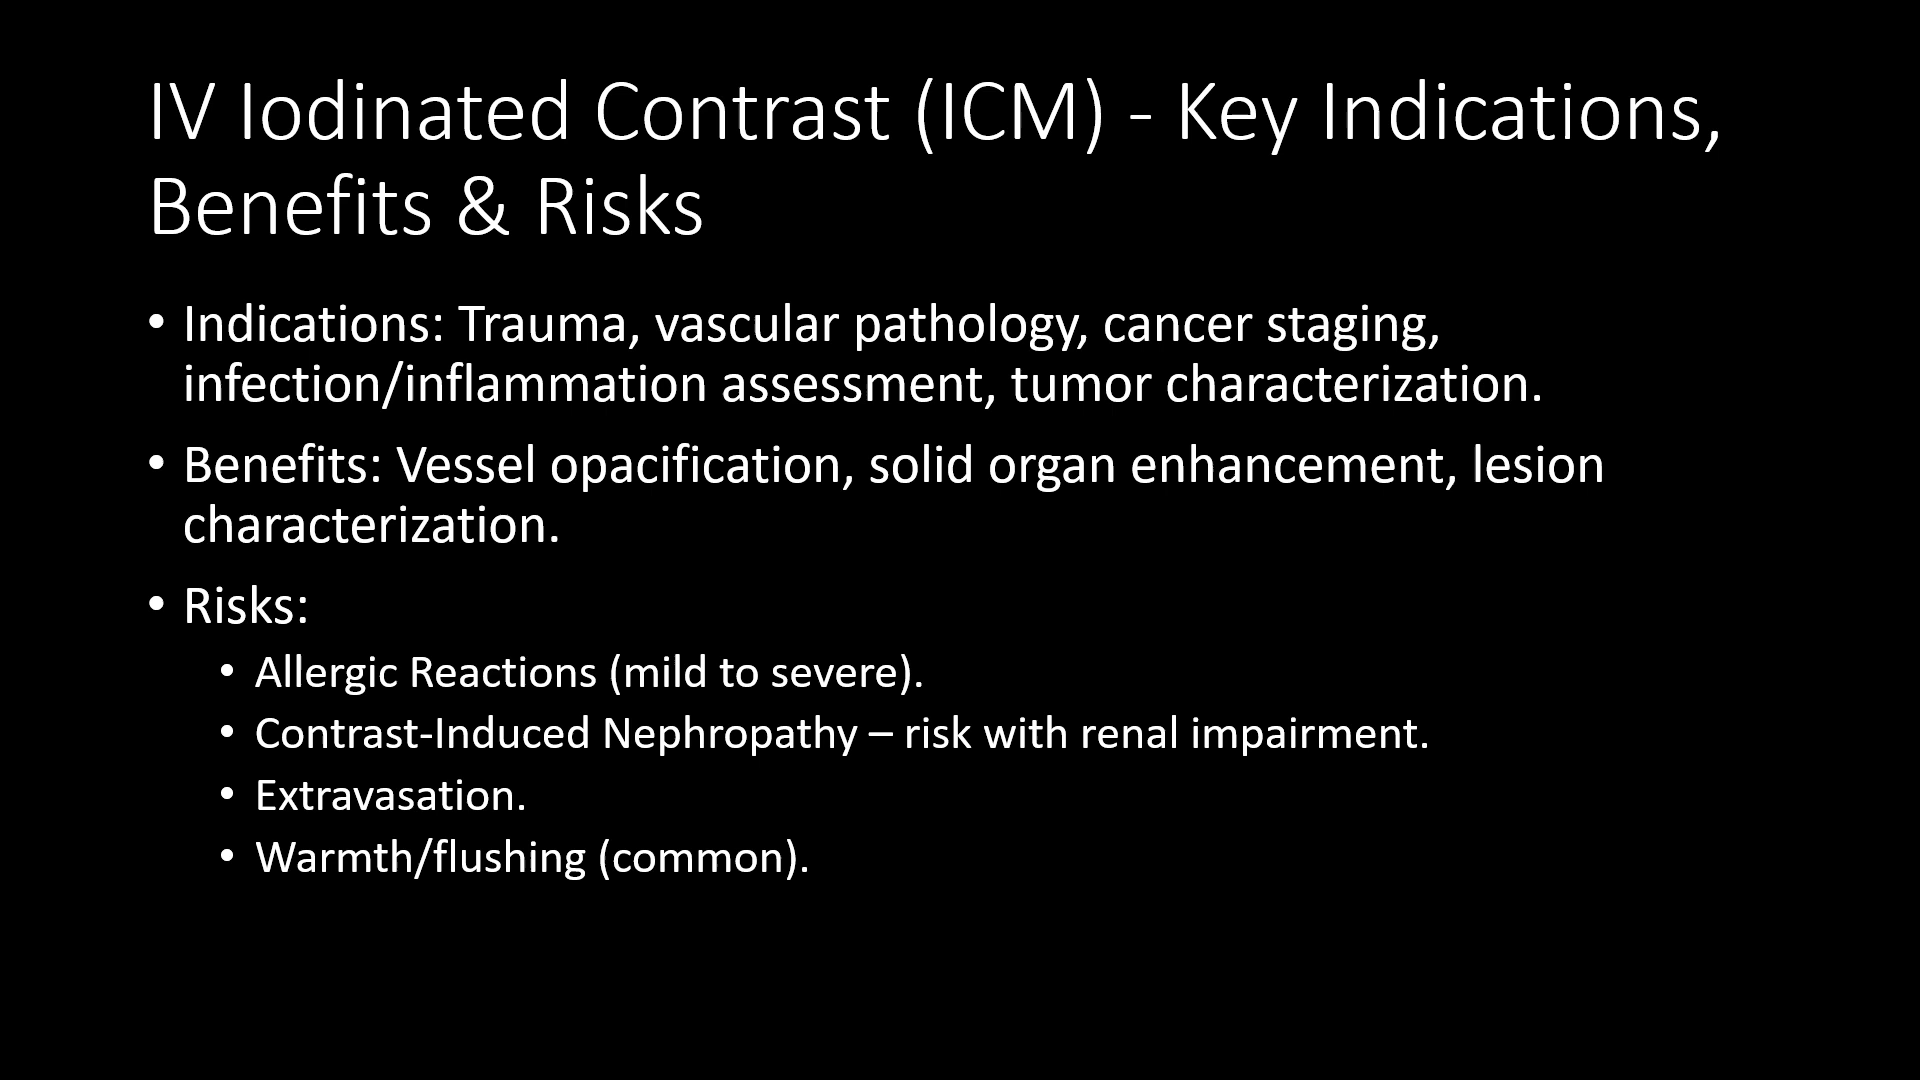 IV Iodinated Contrast (ICM) - Key Indications,
Benefits & Risks
• Indications: Trauma, vascular pathology, cancer staging,
infection/inflammation assessment, tumor characterization.
• Benefits: Vessel opacification, solid organ enhancement, lesion
characterization.
• Risks:
• Allergic Reactions (mild to severe).
• Contrast-Induced Nephropathy – risk with renal impairment.
• Extravasation.
• Warmth/flushing (common).